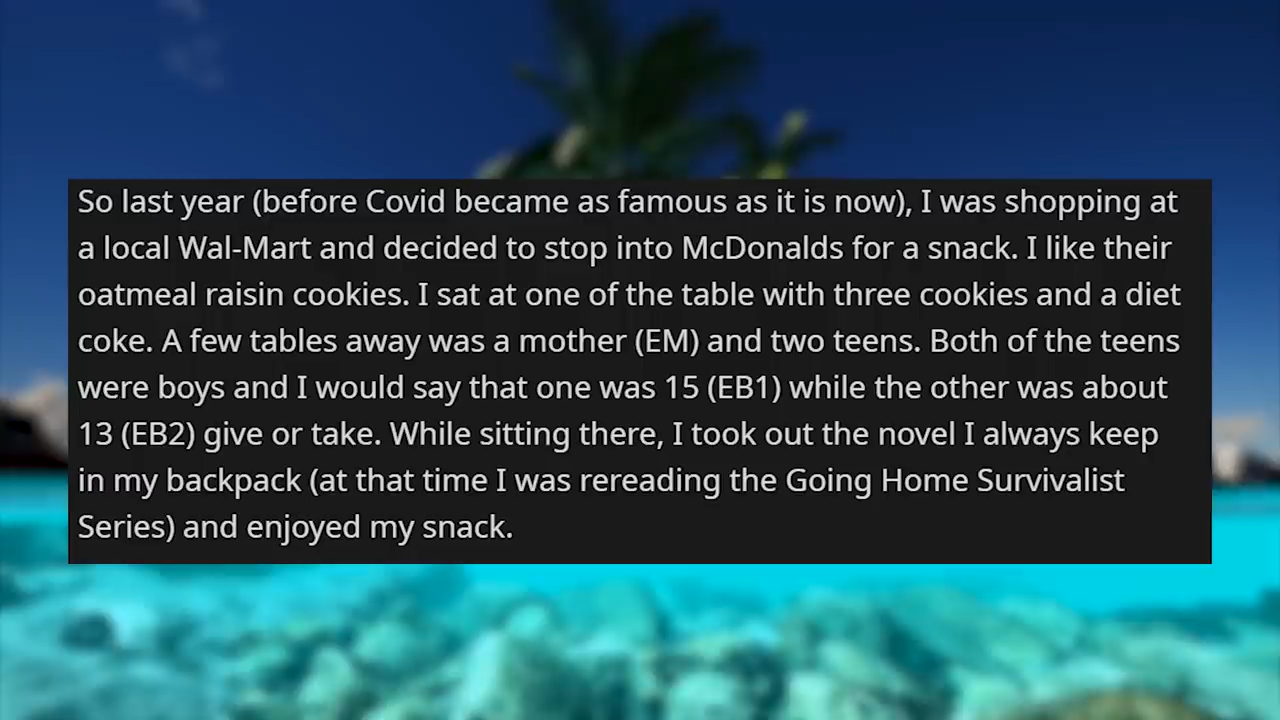 So last year (before Covid became as famous as it is now), I was shopping at
a local Wal-Mart and decided to stop into McDonalds for a snack. I like their
oatmeal raisin cookies. I sat at one of the table with three cookies and a diet
coke. A few tables away was a mother (EM) and two teens. Both of the teens
were boys and I would say that one was 15 (EB1) while the other was about
13 (EB2) give or take. While sitting there, I took out the novel I always keep
in my backpack (at that time I was rereading the Going Home Survivalist
Series) and enjoyed my snack.